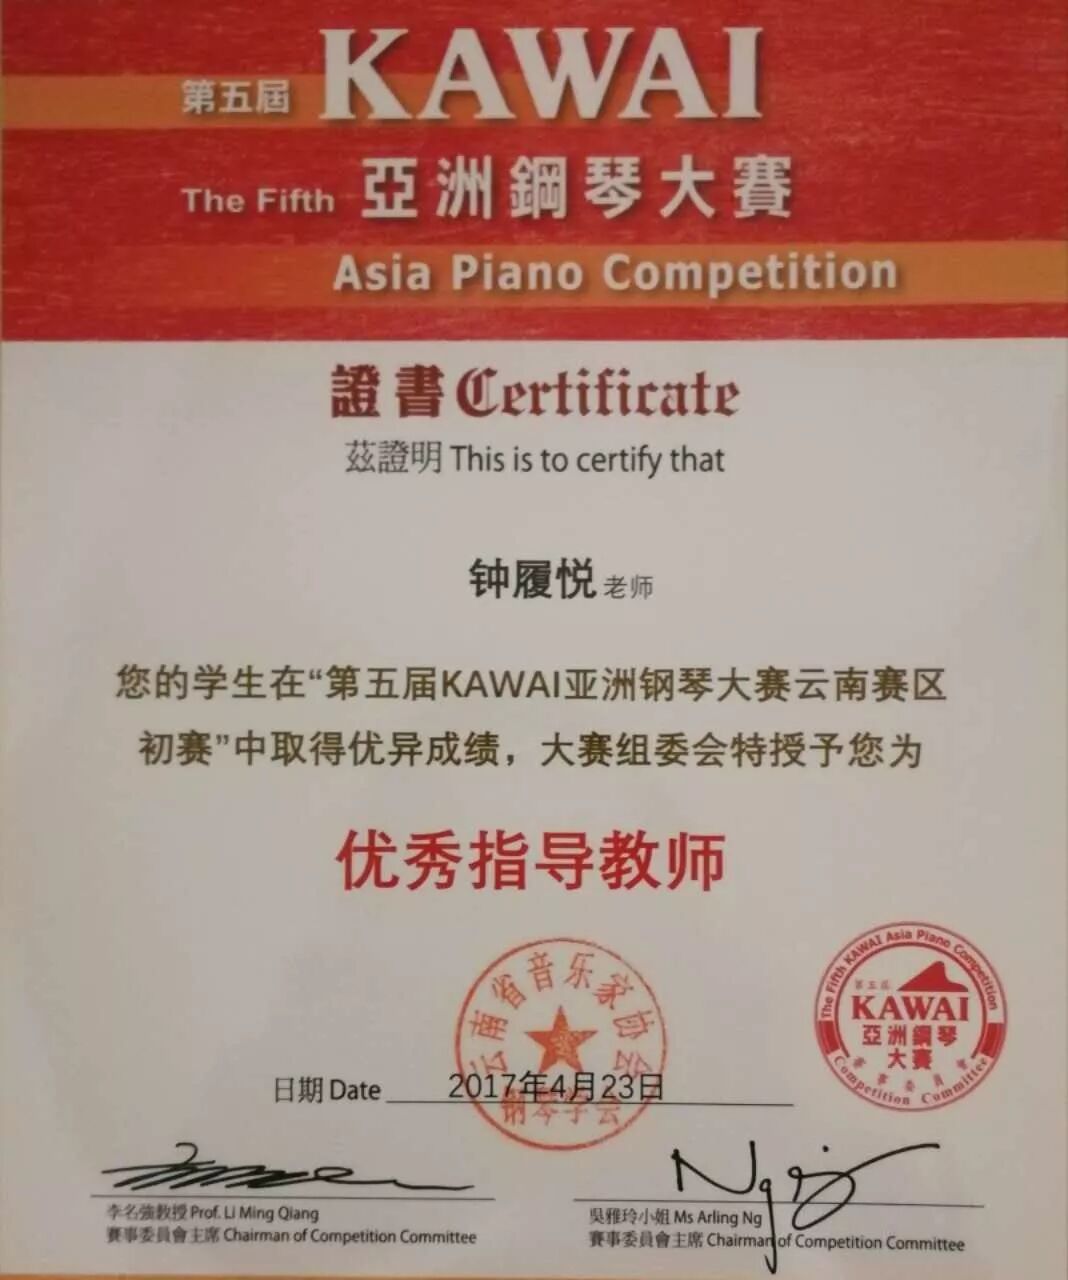 第五屆 KAWAI
The Fifth 亞洲鋼琴大賽
Asia Piano Competition
證書 Certificate
茲證明 This is to certify that
钟履悦 老师
您的学生在“第五届KAWAI亚洲钢琴大赛云南赛区
初赛”中取得优异成绩，大赛组委会特授予您为
优秀指导教师
云南省音乐家协会
钢琴学会
The Fifth KAWAI Asia Piano Competition
第五屆
KAWAI
亞洲鋼琴
大賽
賽事委員會
Competition Committee
日期 Date 2017年4月23日
李名強教授 Prof. Li Ming Qiang
賽事委員會主席 Chairman of Competition Committee
Ng
吳雅玲小姐 Ms Arling Ng
賽事委員會主席 Chairman of Competition Committee